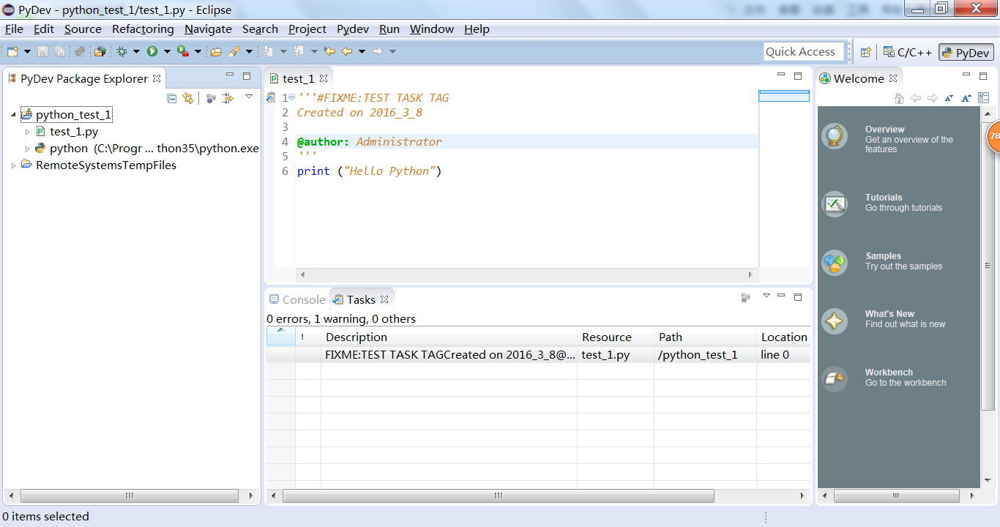 PyDev - python_test_1/test_1.py - Eclipse
File Edit Source Refactoring Navigate Search Project Pydev Run Window Help
Quick Access
C/C++
PyDev
PyDev Package Explorer
python_test_1
test_1.py
python (C:\Progr ... thon35\python.exe
RemoteSystemsTempFiles
test_1
1 '''#FIXME:TEST TASK TAG
2 Created on 2016_3_8
3
4 @author: Administrator
5 '''
6 print ("Hello Python")
Console Tasks
0 errors, 1 warning, 0 others
! Description Resource Path Location
FIXME:TEST TASK TAGCreated on 2016_3_8@... test_1.py /python_test_1 line 0
Welcome
Overview
Get an overview of the
features
Tutorials
Go through tutorials
Samples
Try out the samples
What's New
Find out what is new
Workbench
Go to the workbench
78
0 items selected